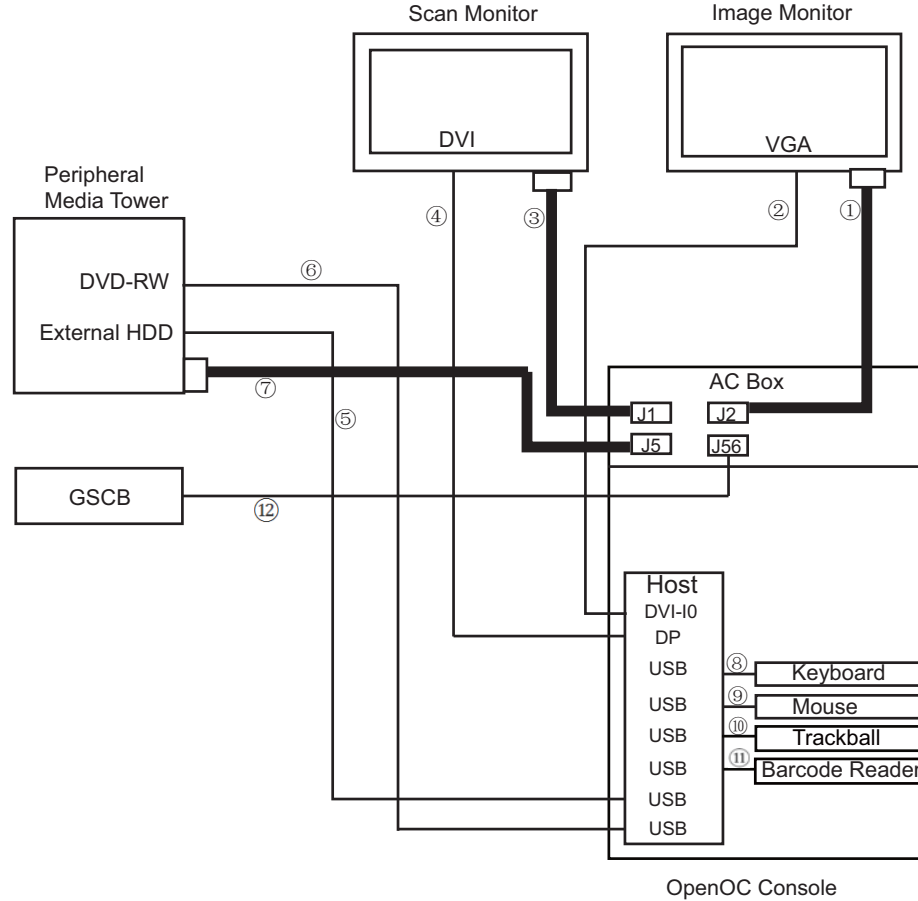 Scan Monitor
Image Monitor
DVI
VGA
Peripheral
Media Tower
④
③
②
①
⑥
DVD-RW
External HDD
⑦
⑤
AC Box
J1
J2
J5
J56
GSCB
⑫
Host
DVI-I0
DP
USB
⑧
Keyboard
USB
⑨
Mouse
USB
⑩
Trackball
USB
⑪
Barcode Reader
USB
USB
OpenOC Console